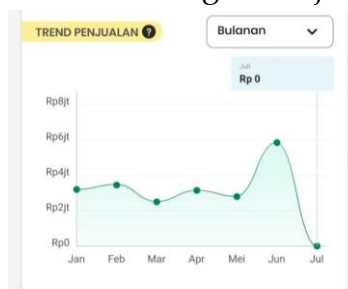 TREND PENJUALAN ?
Bulanan
Juli
Rp 0
Rp8jt
Rp6jt
Rp4jt
Rp2jt
Rp0
Jan Feb Mar Apr Mei Jun Jul